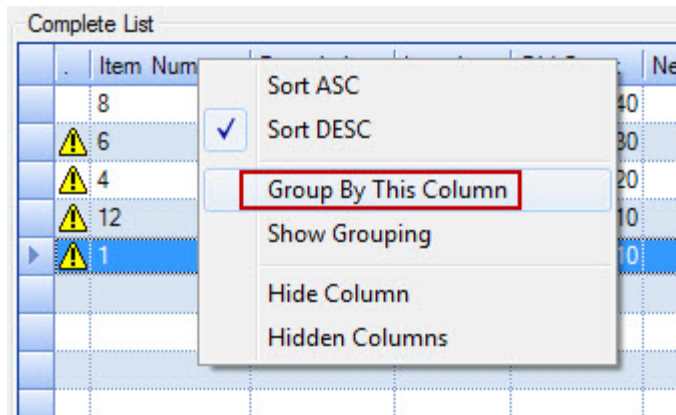 Complete List
. Item Num Ne
Sort ASC
Sort DESC
Group By This Column
Show Grouping
Hide Column
Hidden Columns
8 40
6 30
4 20
12 10
1 10